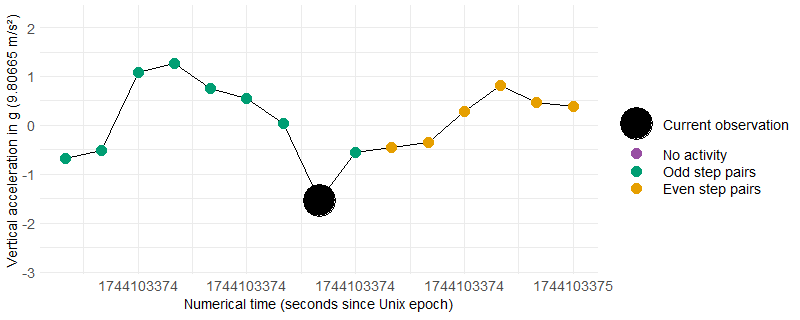 Vertical acceleration in g (9.80665 m/s²)
2
1
0
-1
-2
-3
1744103374 1744103374 1744103374 1744103374 1744103375
Numerical time (seconds since Unix epoch)
Current observation
No activity
Odd step pairs
Even step pairs